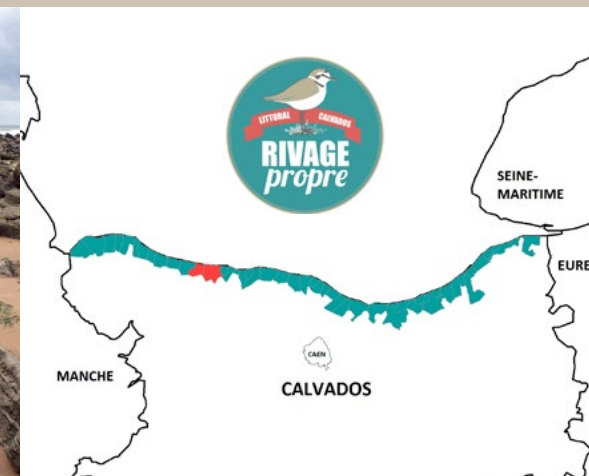 LITTORAL CALVADOS
RIVAGE
propre
SEINE-
MARITIME
EURE
CAEN
MANCHE
CALVADOS